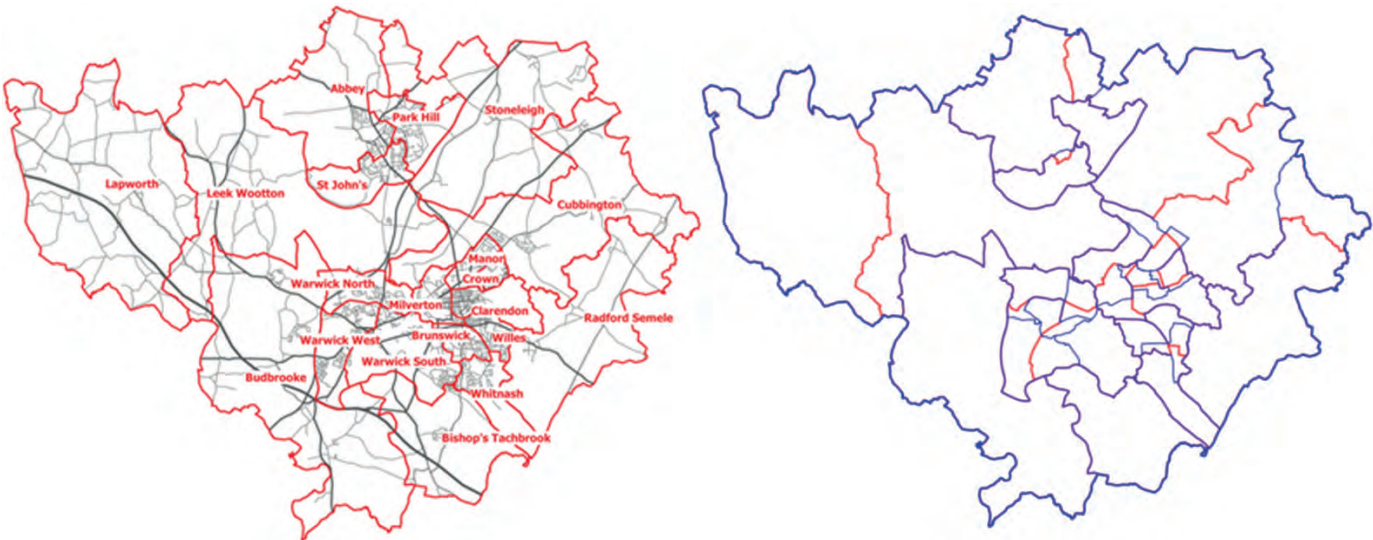 Abbey
Park Hill
Stoneleigh
Lapworth
Leek Wootton
St John's
Cubbington
Manor
Crown
Warwick North
Milverton
Clarendon
Radford Semele
Warwick West
Brunswick
Willes
Warwick South
Budbrooke
Whitnash
Bishop's Tachbrook